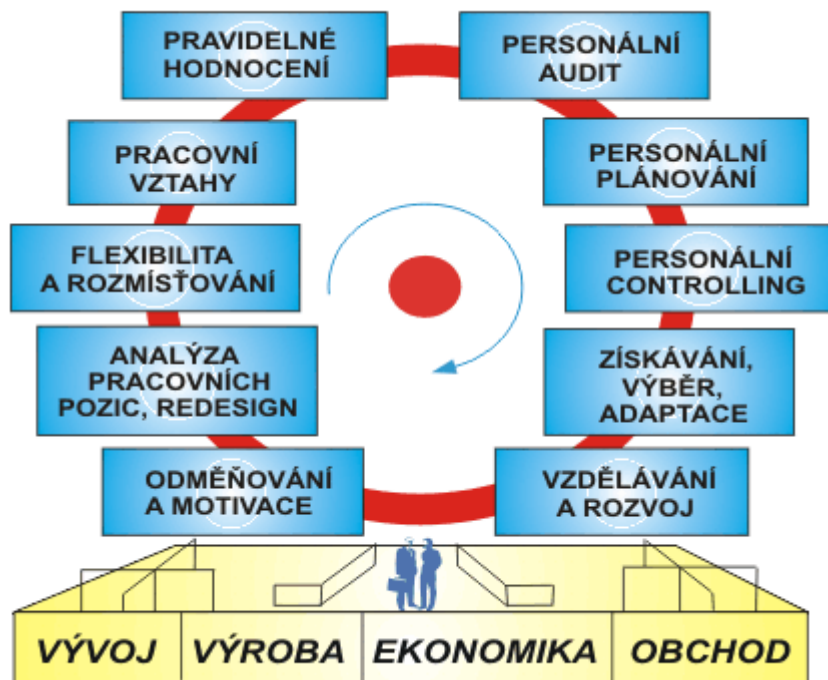 PRAVIDELNÉ
HODNOCENÍ
PERSONÁLNÍ
AUDIT
PRACOVNÍ
VZTAHY
PERSONÁLNÍ
PLÁNOVÁNÍ
FLEXIBILITA
A ROZMÍSŤOVÁNÍ
PERSONÁLNÍ
CONTROLLING
ANALÝZA
PRACOVNÍCH
POZIC, REDESIGN
ZÍSKÁVÁNÍ,
VÝBĚR,
ADAPTACE
ODMĚŇOVÁNÍ
A MOTIVACE
VZDĚLÁVÁNÍ
A ROZVOJ
VÝVOJ
VÝROBA
EKONOMIKA
OBCHOD